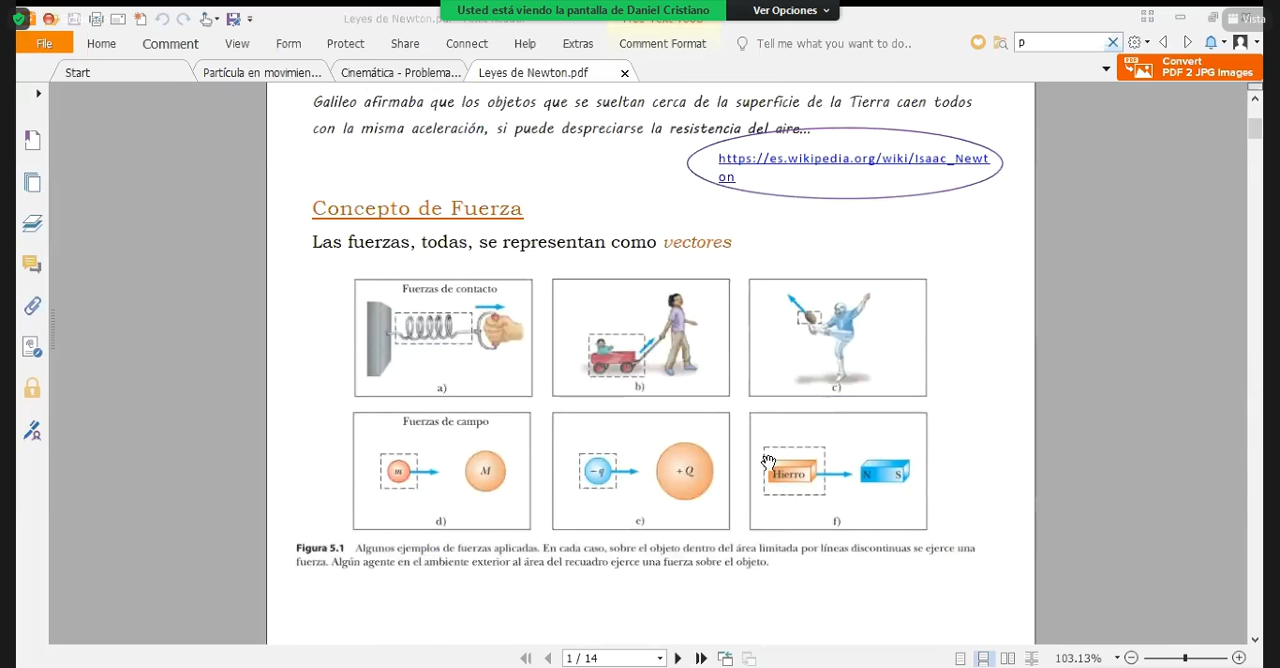 Usted está viendo la pantalla de Daniel Cristiano
Ver Opciones
Leyes de Newton.pdf
Vista
File Home Comment View Form Protect Share Connect Help Extras Comment Format Tell me what you want to do.. p
Start Partícula en movimien... Cinemática - Problema... Leyes de Newton.pdf
Convert
PDF 2 JPG Images
Galileo afirmaba que los objetos que se sueltan cerca de la superficie de la Tierra caen todos
con la misma aceleración, si puede despreciarse la resistencia del aire...
https://es.wikipedia.org/wiki/Isaac_Newt
on
Concepto de Fuerza
Las fuerzas, todas, se representan como vectores
Fuerzas de contacto
a) b) c)
Fuerzas de campo
m M -q +Q Hierro N S
d) e) f)
Figura 5.1 Algunos ejemplos de fuerzas aplicadas. En cada caso, sobre el objeto dentro del área limitada por líneas discontinuas se ejerce una
fuerza. Algún agente en el ambiente exterior al área del recuadro ejerce una fuerza sobre el objeto.
1 / 14 103.13%